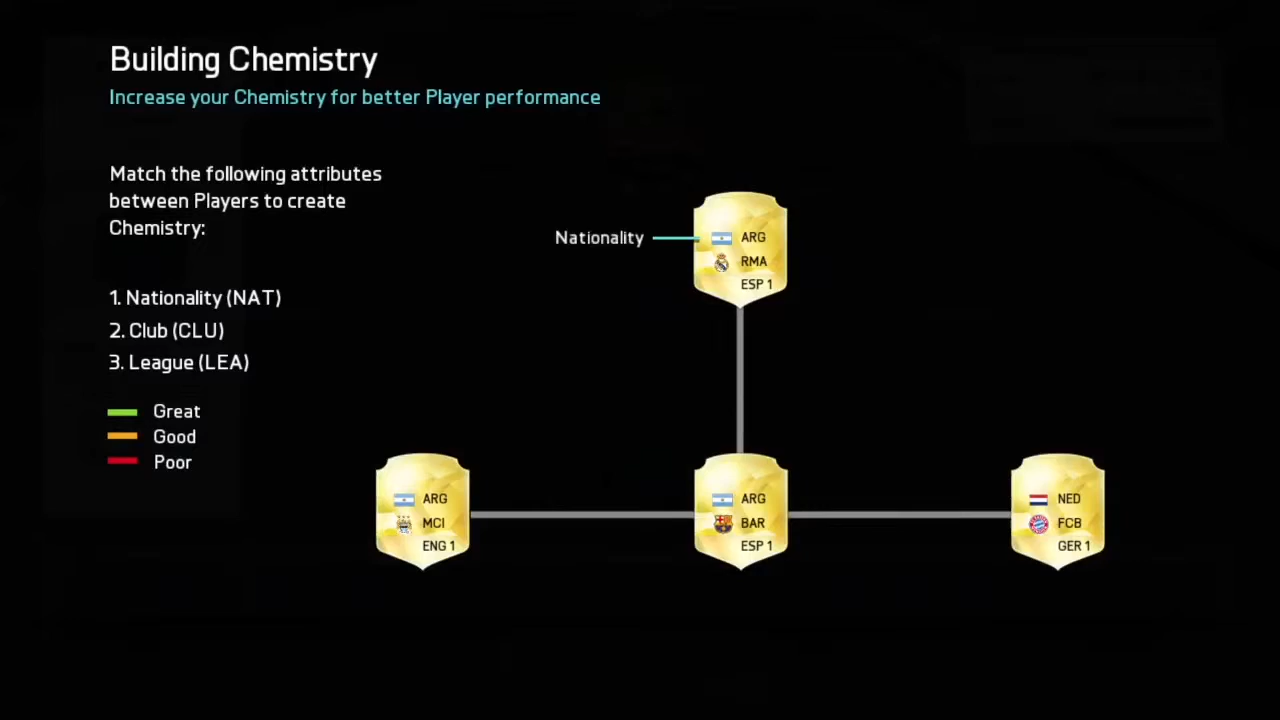 Building Chemistry
Increase your Chemistry for better Player performance
Match the following attributes
between Players to create
Chemistry:
1. Nationality (NAT)
2. Club (CLU)
3. League (LEA)
Great
Good
Poor
Nationality
ARG
RMA
ESP 1
ARG
MCI
ENG 1
ARG
BAR
ESP 1
NED
FCB
GER 1